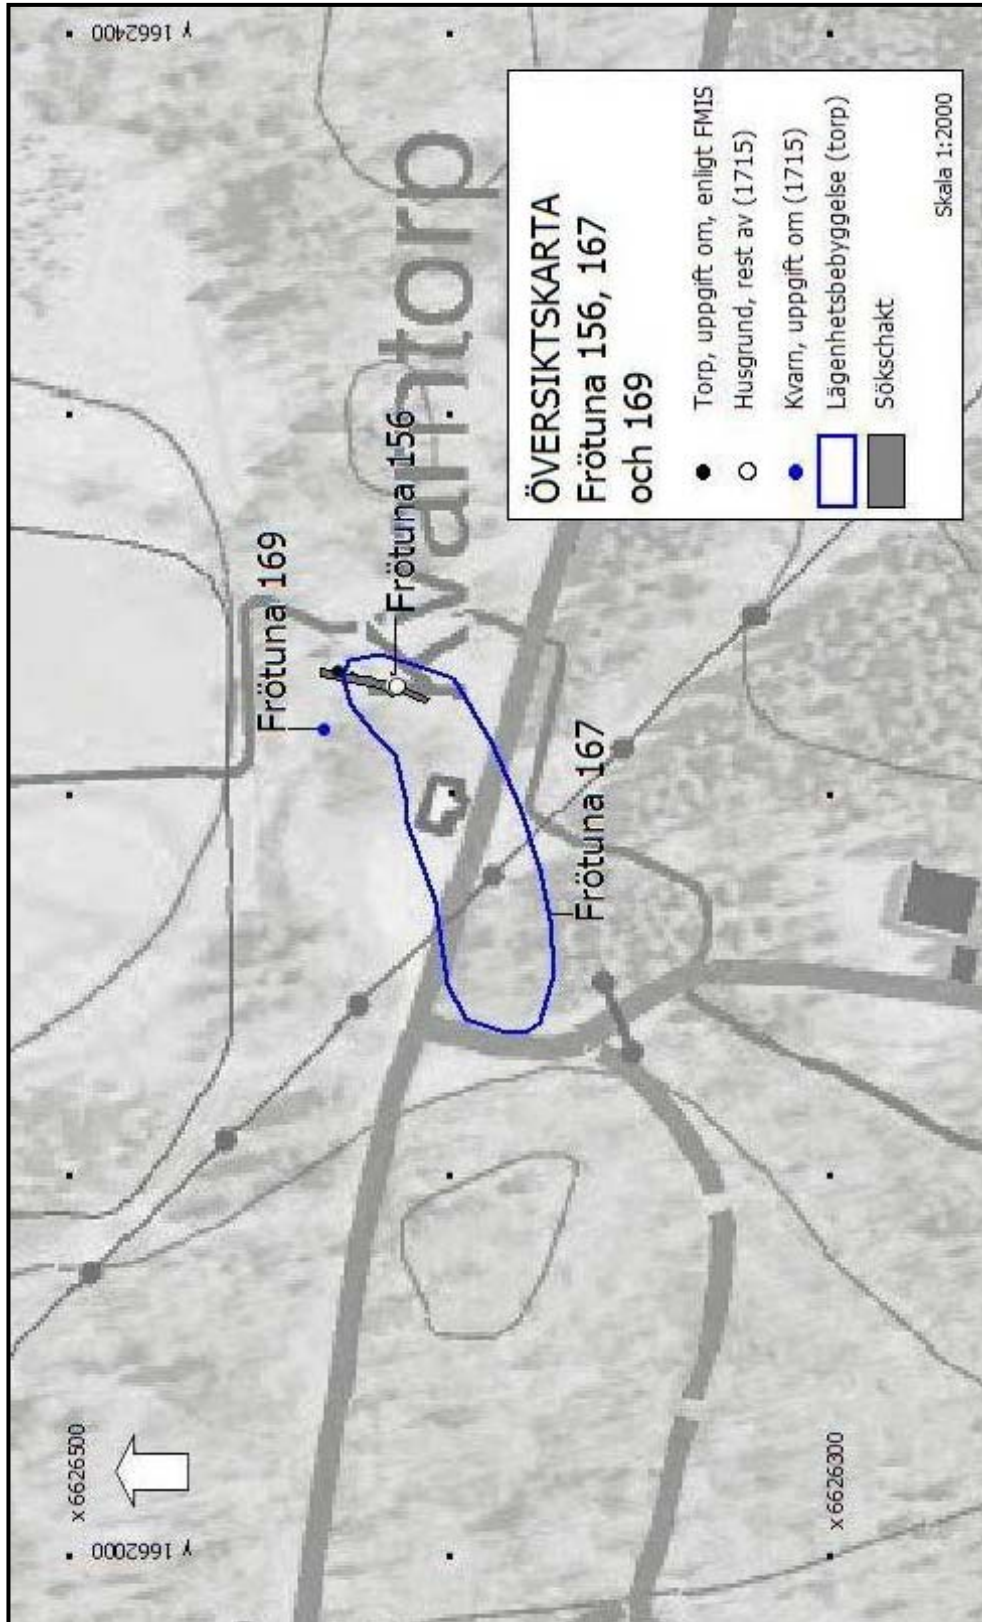 x 6626500
y 1662000
y 1662400
Frötuna 169
Frötuna 156
Kvarntorp
Frötuna 167
x 6626300
ÖVERSIKTSKARTA
Frötuna 156, 167
och 169
Torp, uppgift om, enligt FMIS
Husgrund, rest av (1715)
Kvarn, uppgift om (1715)
Lägenhetsbebyggelse (torp)
Sökschakt
Skala 1:2000